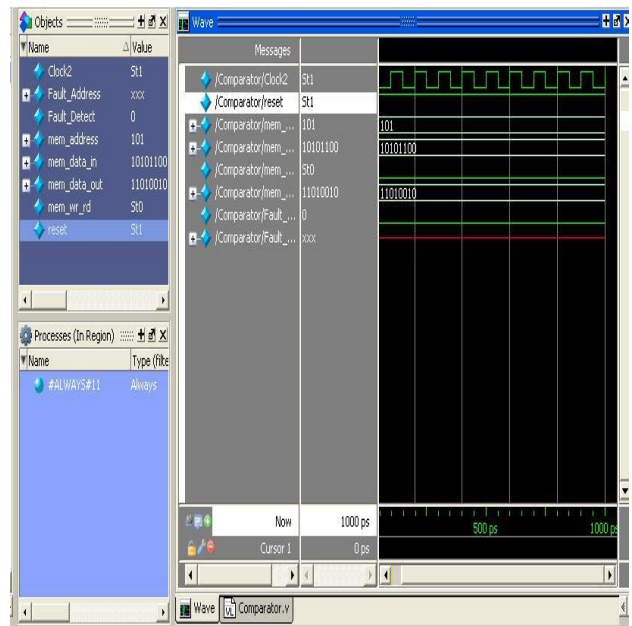 Objects
Name Value
Clock2 St1
Fault_Address xxx
Fault_Detect 0
mem_address 101
mem_data_in 10101100
mem_data_out 11010010
mem_wr_rd St0
reset St1
Processes (In Region)
Name Type (filte
#ALWAYS#11 Always
Wave
Messages
/Comparator/Clock2 St1
/Comparator/reset St1
/Comparator/mem_... 101 101
/Comparator/mem_... 10101100 10101100
/Comparator/mem_... St0
/Comparator/mem_... 11010010 11010010
/Comparator/Fault_... 0
/Comparator/Fault_... xxx
Now 1000 ps 500 ps 1000 ps
Cursor 1 0 ps
Wave Comparator.v